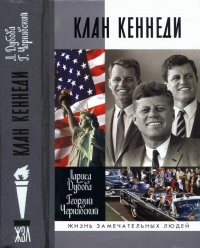 Л. Дубова
Г. Чернявский
КЛАН КЕННЕДИ
ЖЗЛ
КЛАН КЕННЕДИ
Лариса
Дубова
Георгий
Чернявский
ЖИЗНЬ ЗАМЕЧАТЕЛЬНЫХ ЛЮДЕЙ